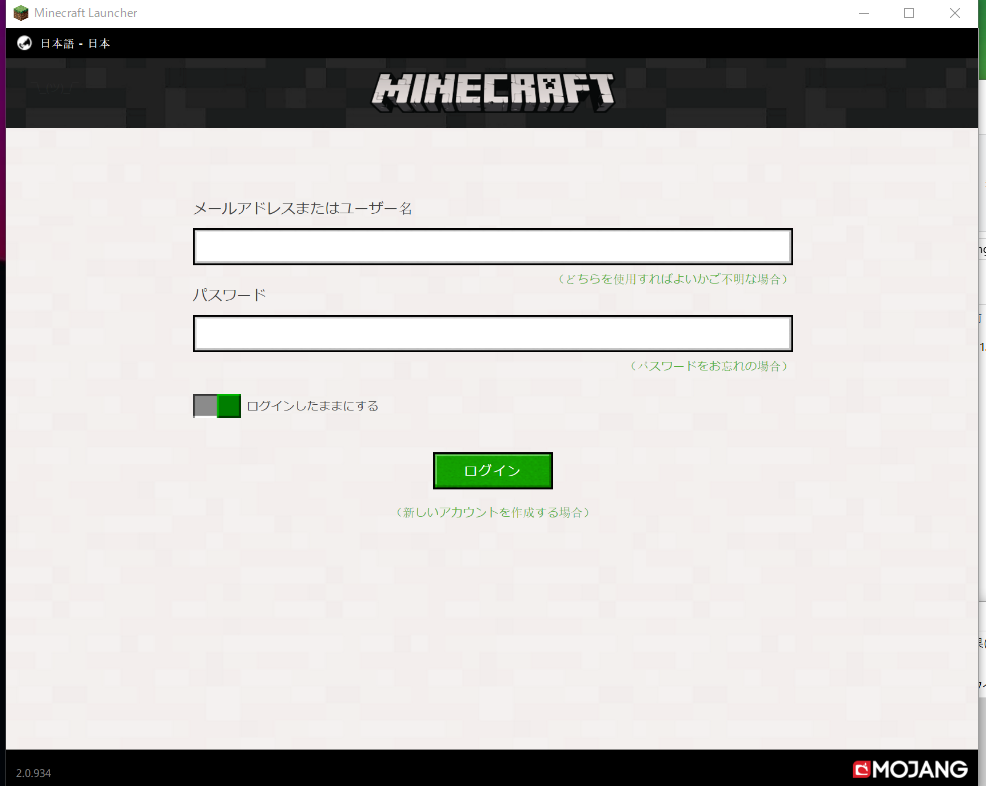 Minecraft Launcher
日本語 - 日本
MINECRAFT
メールアドレスまたはユーザー名
（どちらを使用すればよいかご不明な場合）
パスワード
（パスワードをお忘れの場合）
ログインしたままにする
ログイン
（新しいアカウントを作成する場合）
2.0.934
MOJANG